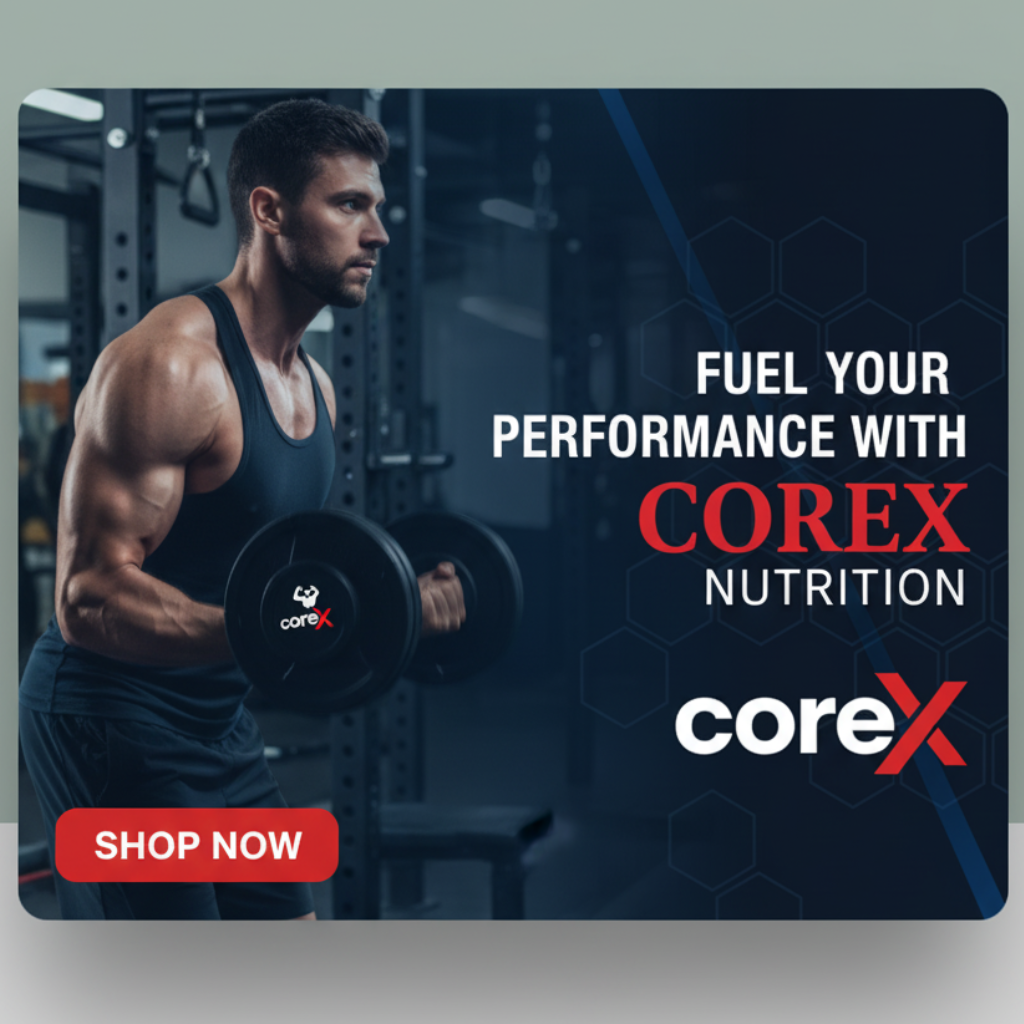 FUEL YOUR
PERFORMANCE WITH
COREX
NUTRITION
coreX
coreX
SHOP NOW